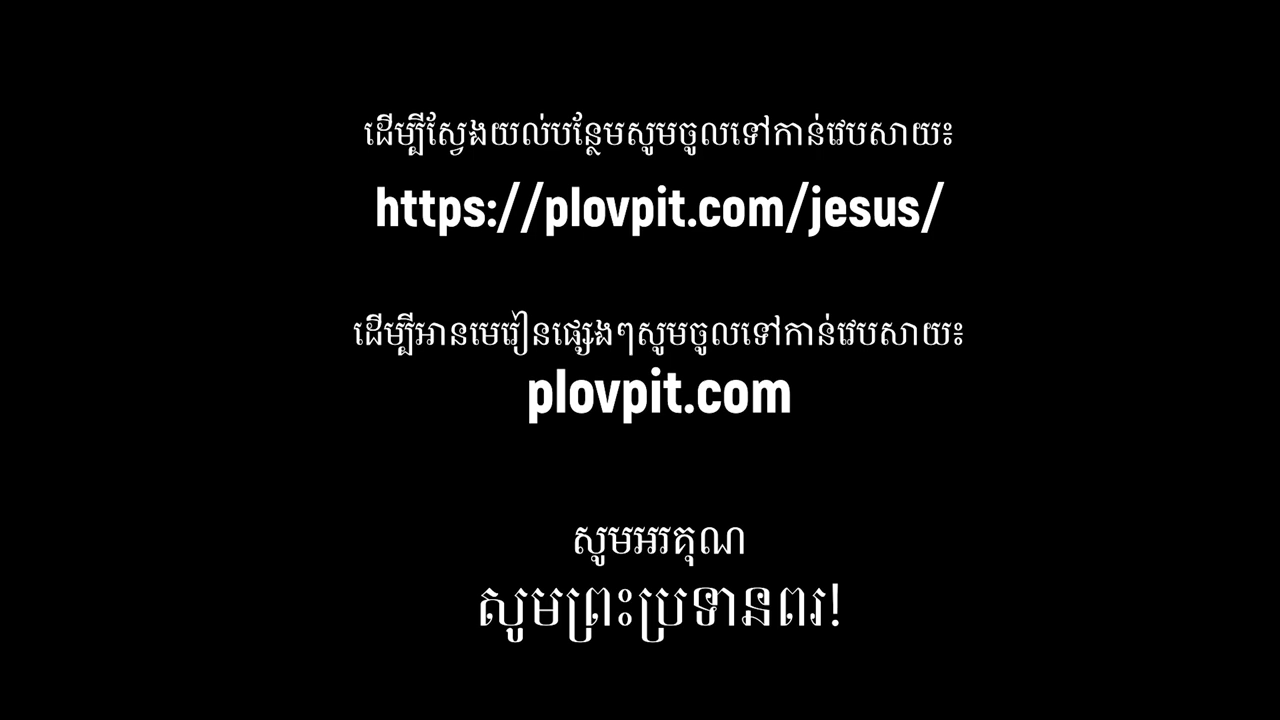 ដើម្បីស្វែងយល់បន្ថែមសូមចូលទៅកាន់វេបសាយ៖
https://plovpit.com/jesus/
ដើម្បីអានមេរៀនផ្សេងៗសូមចូលទៅកាន់វេបសាយ៖
plovpit.com
សូមអរគុណ
សូមព្រះប្រទានពរ!